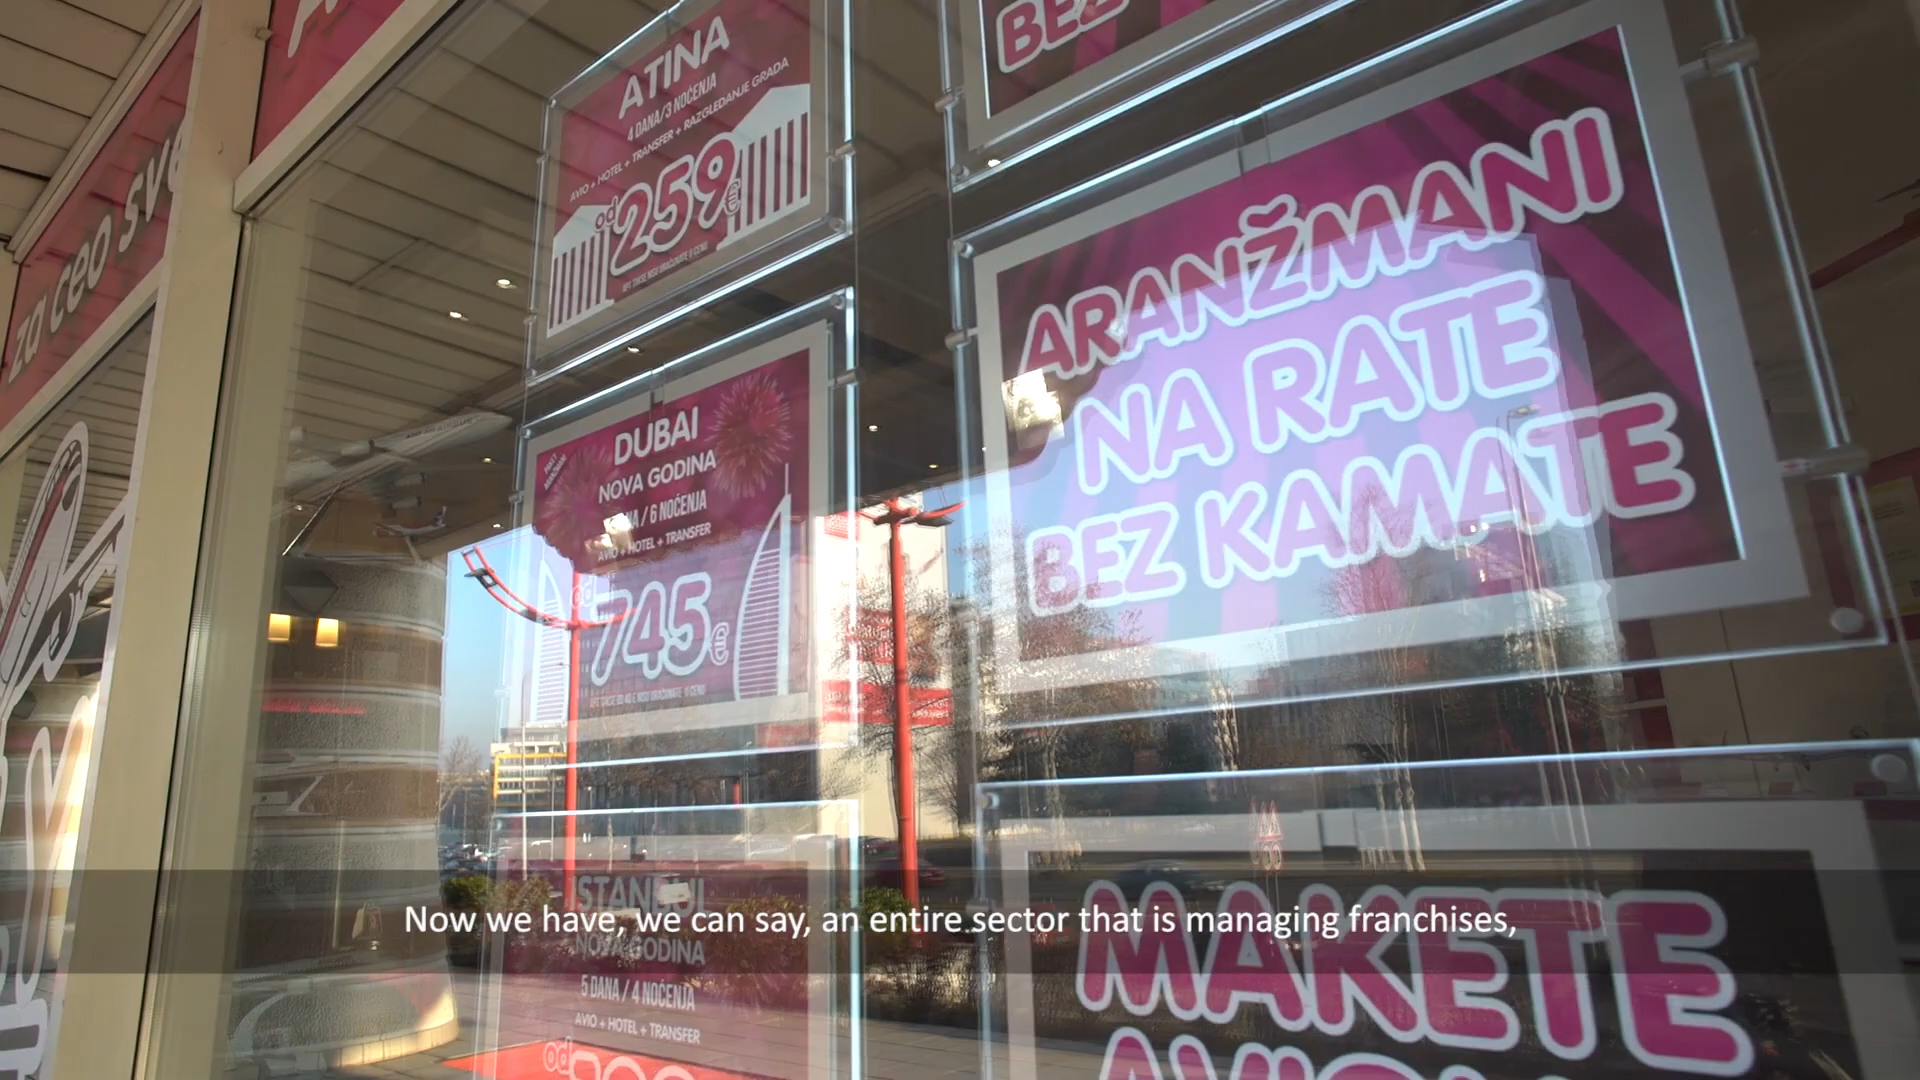 za ceo sve
ATINA
4 DANA/3 NOĆENJA
AVIO + HOTEL + TRANSFER + RAZGLEDANJE GRADA
od 259€
DUBAI
NOVA GODINA
/ 6 NOĆENJA
AVIO + HOTEL + TRANSFER
od 745€
ISTANBUL
NOVA GODINA
5 DANA / 4 NOĆENJA
AVIO + HOTEL + TRANSFER
od
BEZ
ARANŽMANI
NA RATE
BEZ KAMATE
MAKETE
Now we have, we can say, an entire sector that is managing franchises,